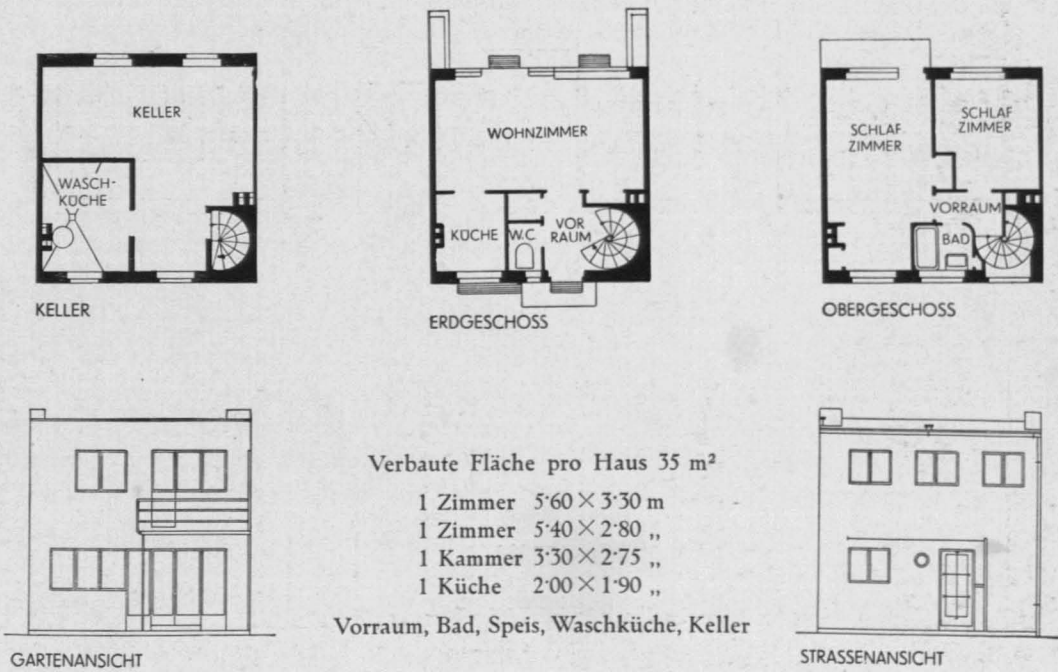 KELLER
WASCH-
KÜCHE
KELLER
WOHNZIMMER
KÜCHE
W.C.
VOR
RAUM
ERDGESCHOSS
SCHLAF
ZIMMER
SCHLAF
ZIMMER
VORRAUM
BAD
OBERGESCHOSS
GARTENANSICHT
Verbaute Fläche pro Haus 35 m²
1 Zimmer 5·60 × 3·30 m
1 Zimmer 5·40 × 2·80 „
1 Kammer 3·30 × 2·75 „
1 Küche 2·00 × 1·90 „
Vorraum, Bad, Speis, Waschküche, Keller
STRASSENANSICHT